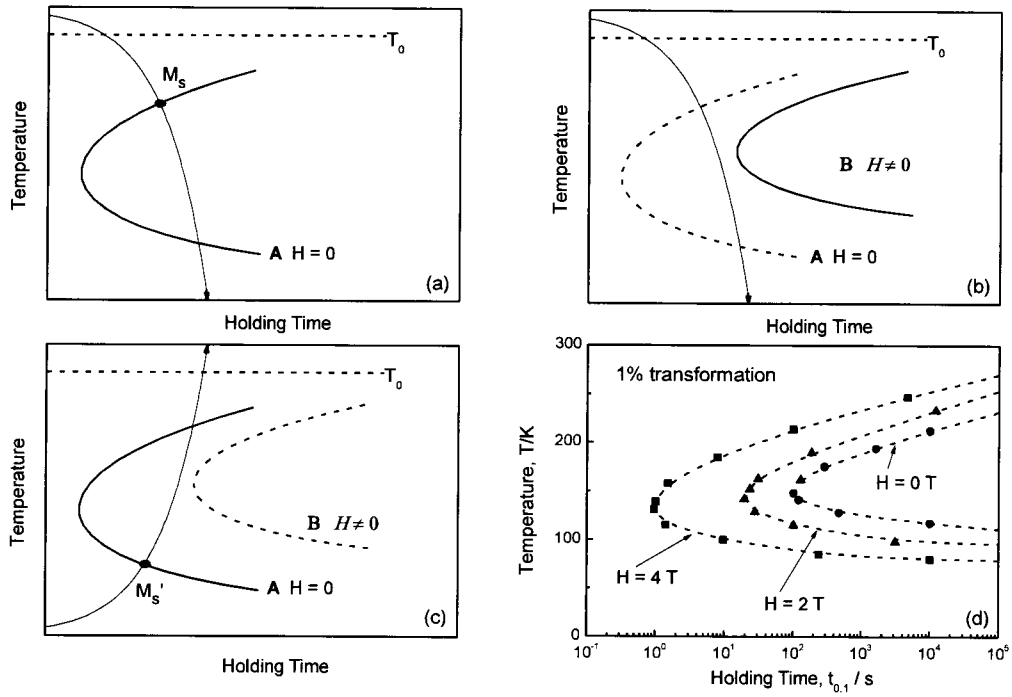 Temperature
T₀
Mₛ
A H = 0
(a)
Holding Time
Temperature
T₀
B H ≠ 0
A H = 0
(b)
Holding Time
Temperature
T₀
B H ≠ 0
A H = 0
Mₛ'
(c)
Holding Time
Temperature, T/K
300
200
100
0
1% transformation
H = 0 T
H = 4 T
H = 2 T
(d)
10⁻¹ 10⁰ 10¹ 10² 10³ 10⁴ 10⁵
Holding Time, t₀.₁ / s